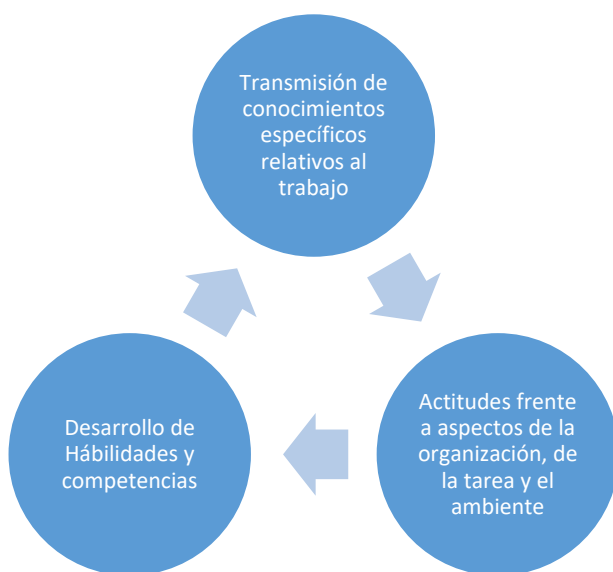 Transmisión de
conocimientos
específicos
relativos al
trabajo
Actitudes frente
a aspectos de la
organización, de
la tarea y el
ambiente
Desarrollo de
Hábilidades y
competencias